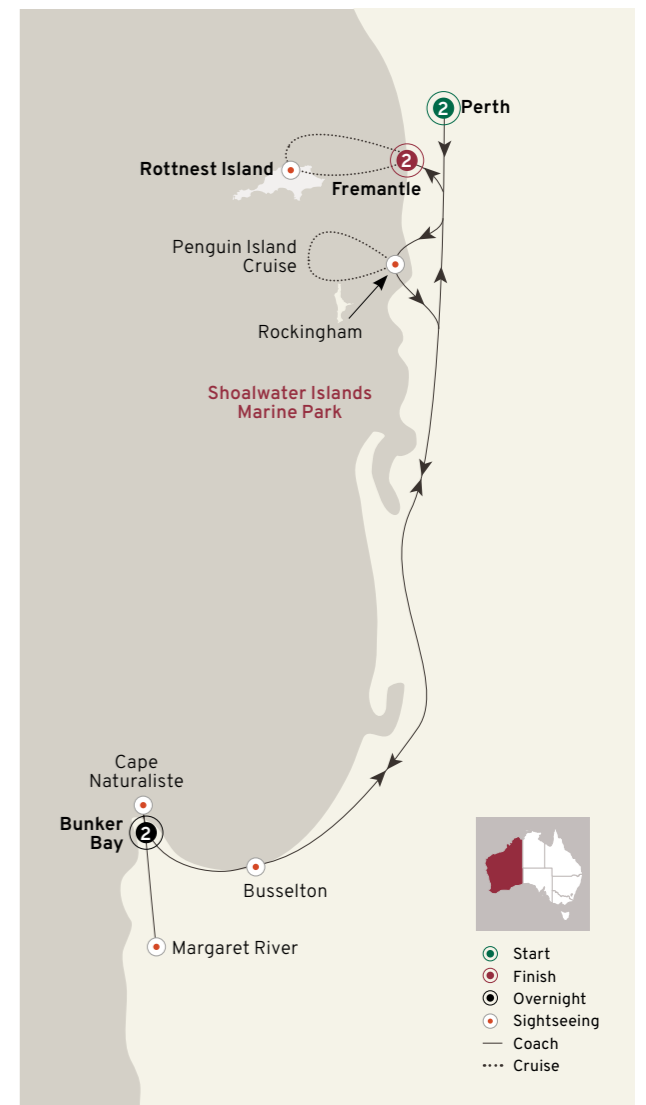 2 Perth
Rottnest Island
2
Fremantle
Penguin Island
Cruise
Rockingham
Shoalwater Islands
Marine Park
Cape
Naturaliste
Bunker
Bay
2
Busselton
Margaret River
Start
Finish
Overnight
Sightseeing
Coach
Cruise